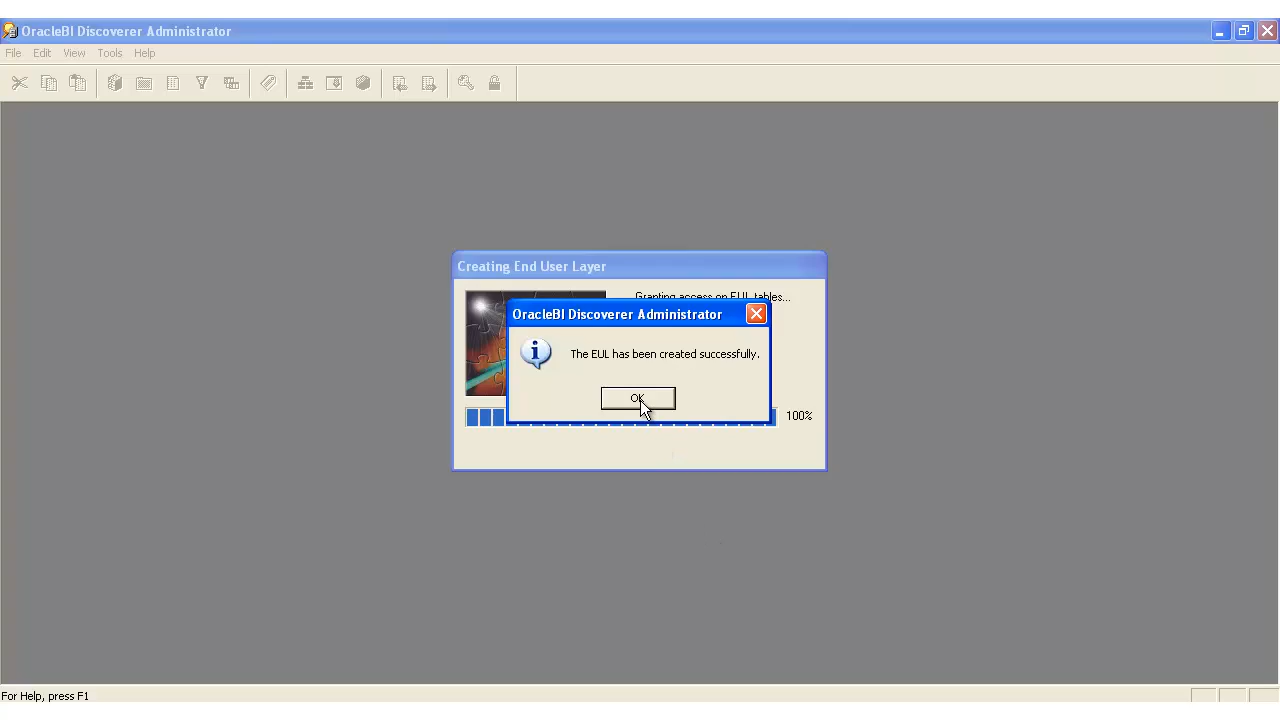 OracleBI Discoverer Administrator
File Edit View Tools Help
Creating End User Layer
Granting access on EUL tables...
OracleBI Discoverer Administrator
The EUL has been created successfully.
OK
100%
For Help, press F1